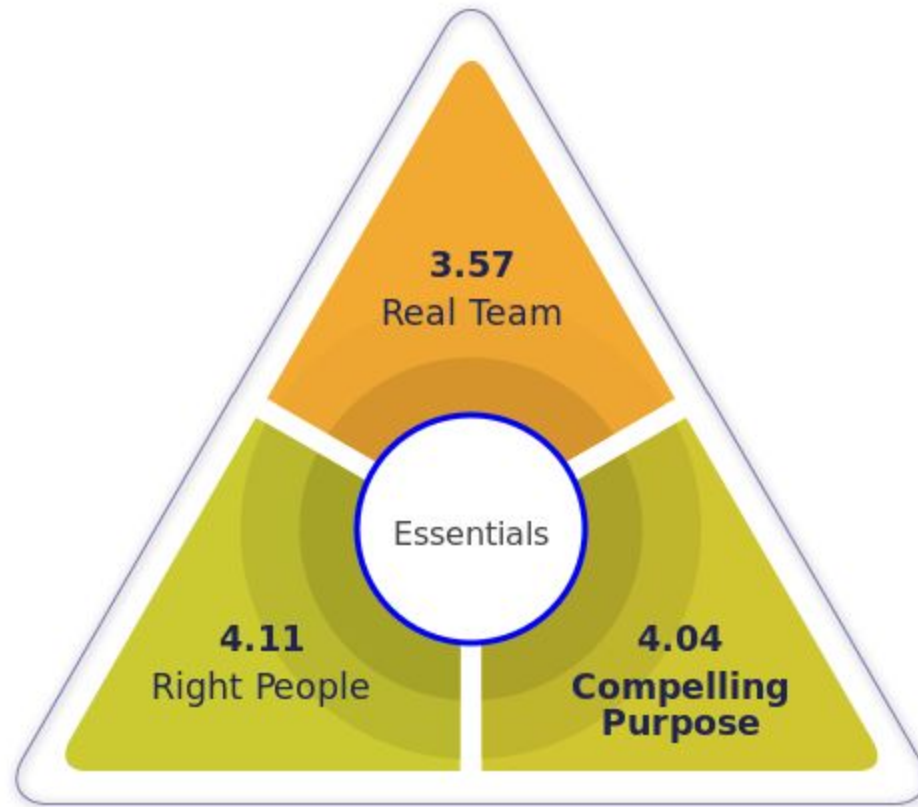 3.57
Real Team
Essentials
4.11
Right People
4.04
Compelling
Purpose